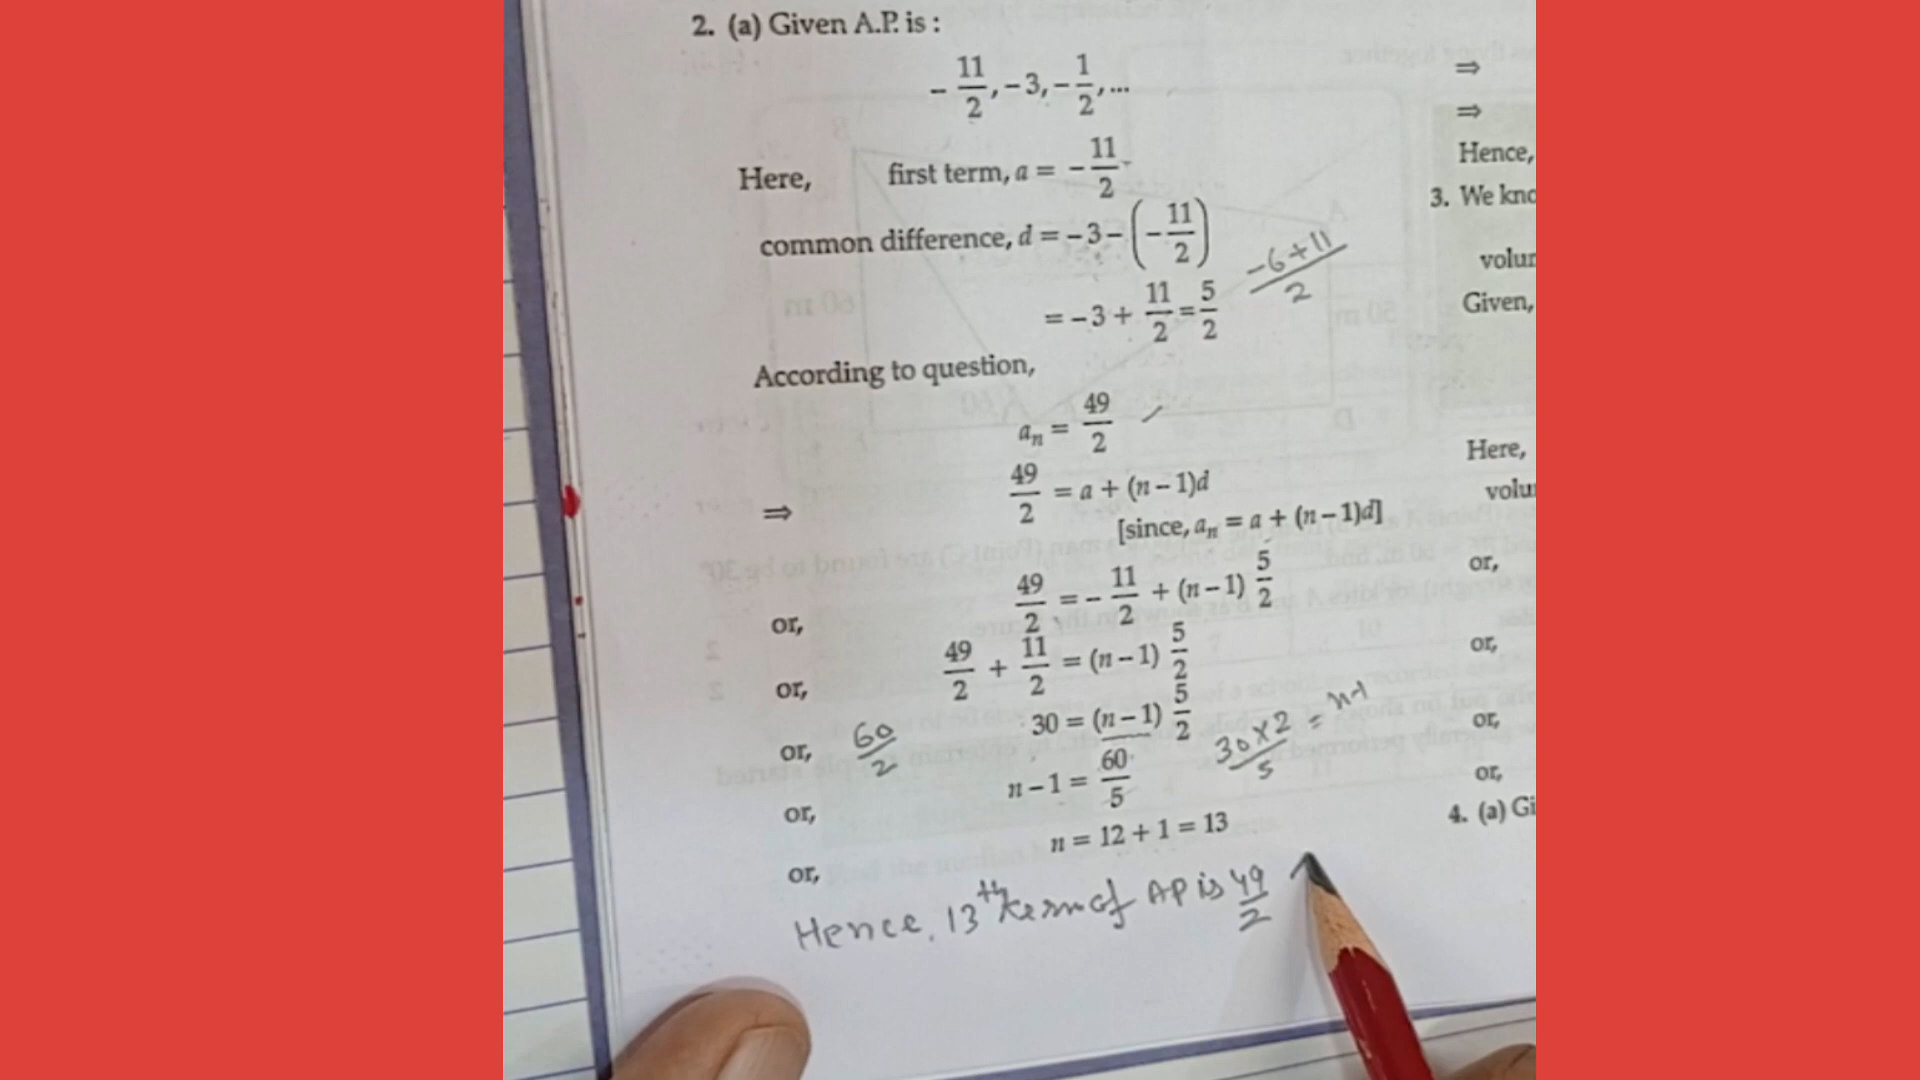 2. (a) Given A.P. is :
- 11/2, -3, - 1/2, ...
Here, first term, a = - 11/2
common difference, d = -3 - (- 11/2)
-6+11/2
= -3 + 11/2 = 5/2
According to question,
aₙ = 49/2
⇒ 49/2 = a + (n - 1)d
[since, aₙ = a + (n - 1)d]
or, 49/2 = - 11/2 + (n - 1) 5/2
or, 49/2 + 11/2 = (n - 1) 5/2
or, 60/2 30 = (n - 1) 5/2
30×2/5 = n-1
or, n - 1 = 60/5
or, n = 12 + 1 = 13
Hence, 13th term of AP is 49/2
⇒
⇒
Hence,
3. We kno
volur
Given,
Here,
volu
or,
or,
or,
or,
4. (a) Gi